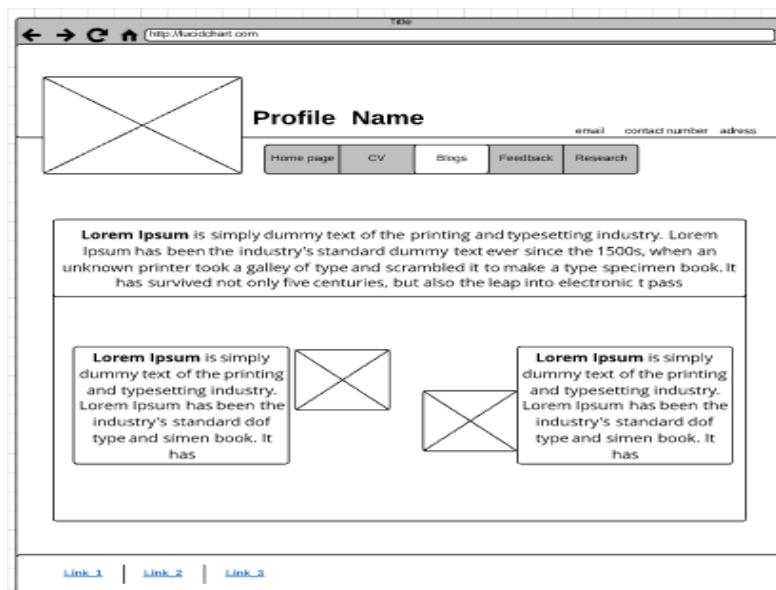 Title
http://lucidchart.com
Profile Name
email contact number adress
Home page CV Blogs Feedback Research
Lorem Ipsum is simply dummy text of the printing and typesetting industry. Lorem
Ipsum has been the industry's standard dummy text ever since the 1500s, when an
unknown printer took a galley of type and scrambled it to make a type specimen book. It
has survived not only five centuries, but also the leap into electronic t pass
Lorem Ipsum is simply
dummy text of the printing
and typesetting industry.
Lorem Ipsum has been the
industry's standard dof
type and simen book. It
has
Lorem Ipsum is simply
dummy text of the printing
and typesetting industry.
Lorem Ipsum has been the
industry's standard dof
type and simen book. It
has
Link 1 Link 2 Link 3